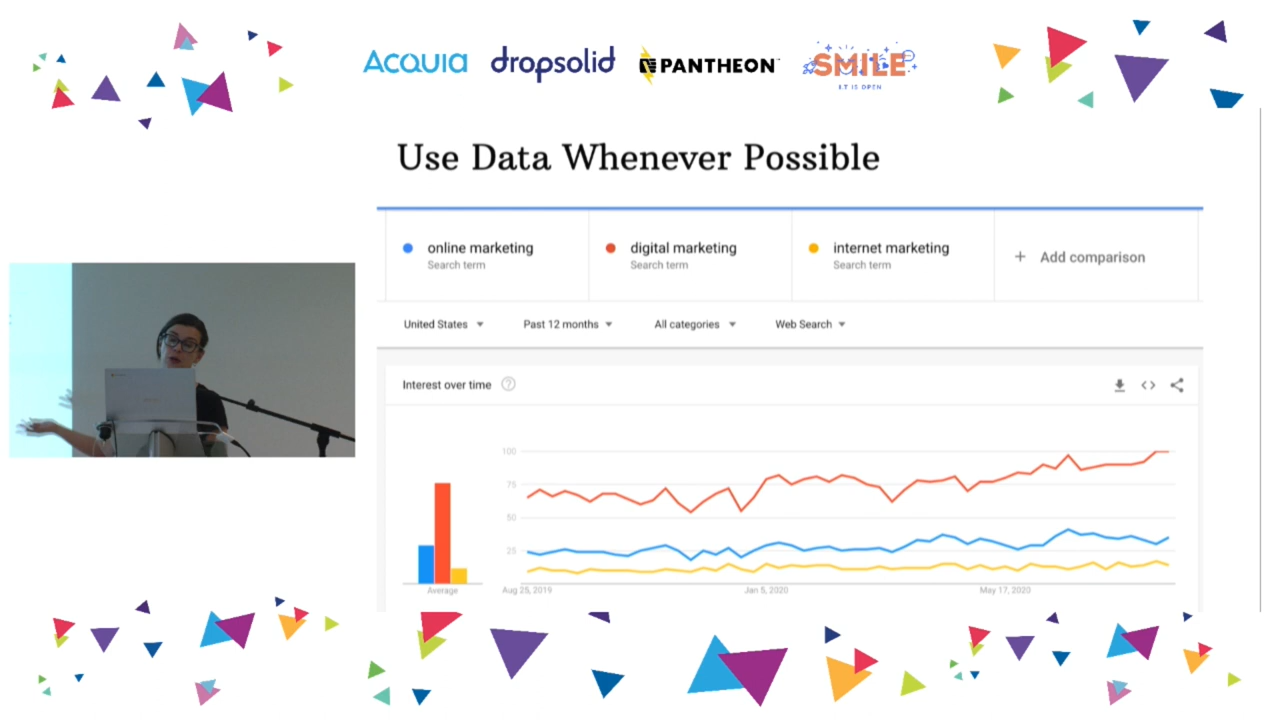 ACQUIA dropsolid PANTHEON SMILE
I.T IS OPEN
Use Data Whenever Possible
online marketing
Search term
digital marketing
Search term
internet marketing
Search term
+ Add comparison
United States Past 12 months All categories Web Search
Interest over time ?
100
75
50
25
Average Aug 25, 2019 Jan 5, 2020 May 17, 2020